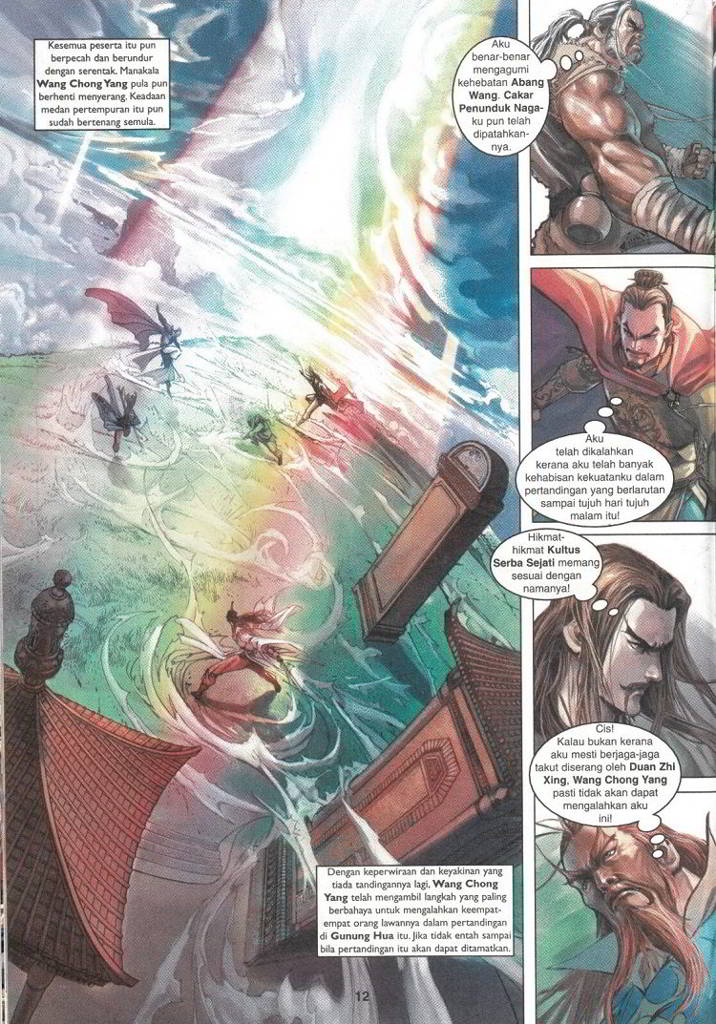 Kesemua peserta itu pun
berpecah dan berundur
dengan serentak. Manakala
Wang Chong Yang pula pun
berhenti menyerang. Keadaan
medan pertempuran itu pun
sudah bertenang semula.
Aku
benar-benar
mengagumi
kehebatan Abang
Wang. Cakar
Penunduk Naga-
ku pun telah
dipatahkan-
nya.
Aku
telah dikalahkan
kerana aku telah banyak
kehabisan kekuatanku dalam
pertandingan yang berlarutan
sampai tujuh hari tujuh
malam itu!
Hikmat-
hikmat Kultus
Serba Sejati memang
sesuai dengan
namanya!
Cis!
Kalau bukan kerana
aku mesti berjaga-jaga
takut diserang oleh Duan Zhi
Xing, Wang Chong Yang
pasti tidak akan dapat
mengalahkan aku
ini!
Dengan keperwiraan dan keyakinan yang
tiada tandingannya lagi, Wang Chong
Yang telah mengambil langkah yang paling
berbahaya untuk mengalahkan keempat-
empat orang lawannya dalam pertandingan
di Gunung Hua itu. Jika tidak entah sampai
bila pertandingan itu akan dapat ditamatkan.
12